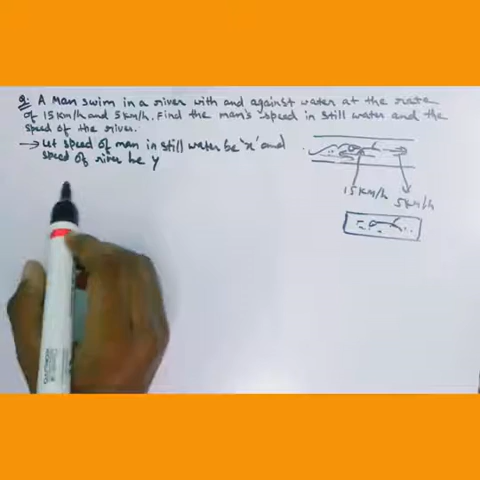 Q. A Man swim in a river with and against water at the rate
of 15 Km/h and 5 Km/h. Find the man's speed in still water and the
speed of the river.
→ Let speed of man in still water be 'x' and
speed of river be y
15 KM/h
5 KM/h